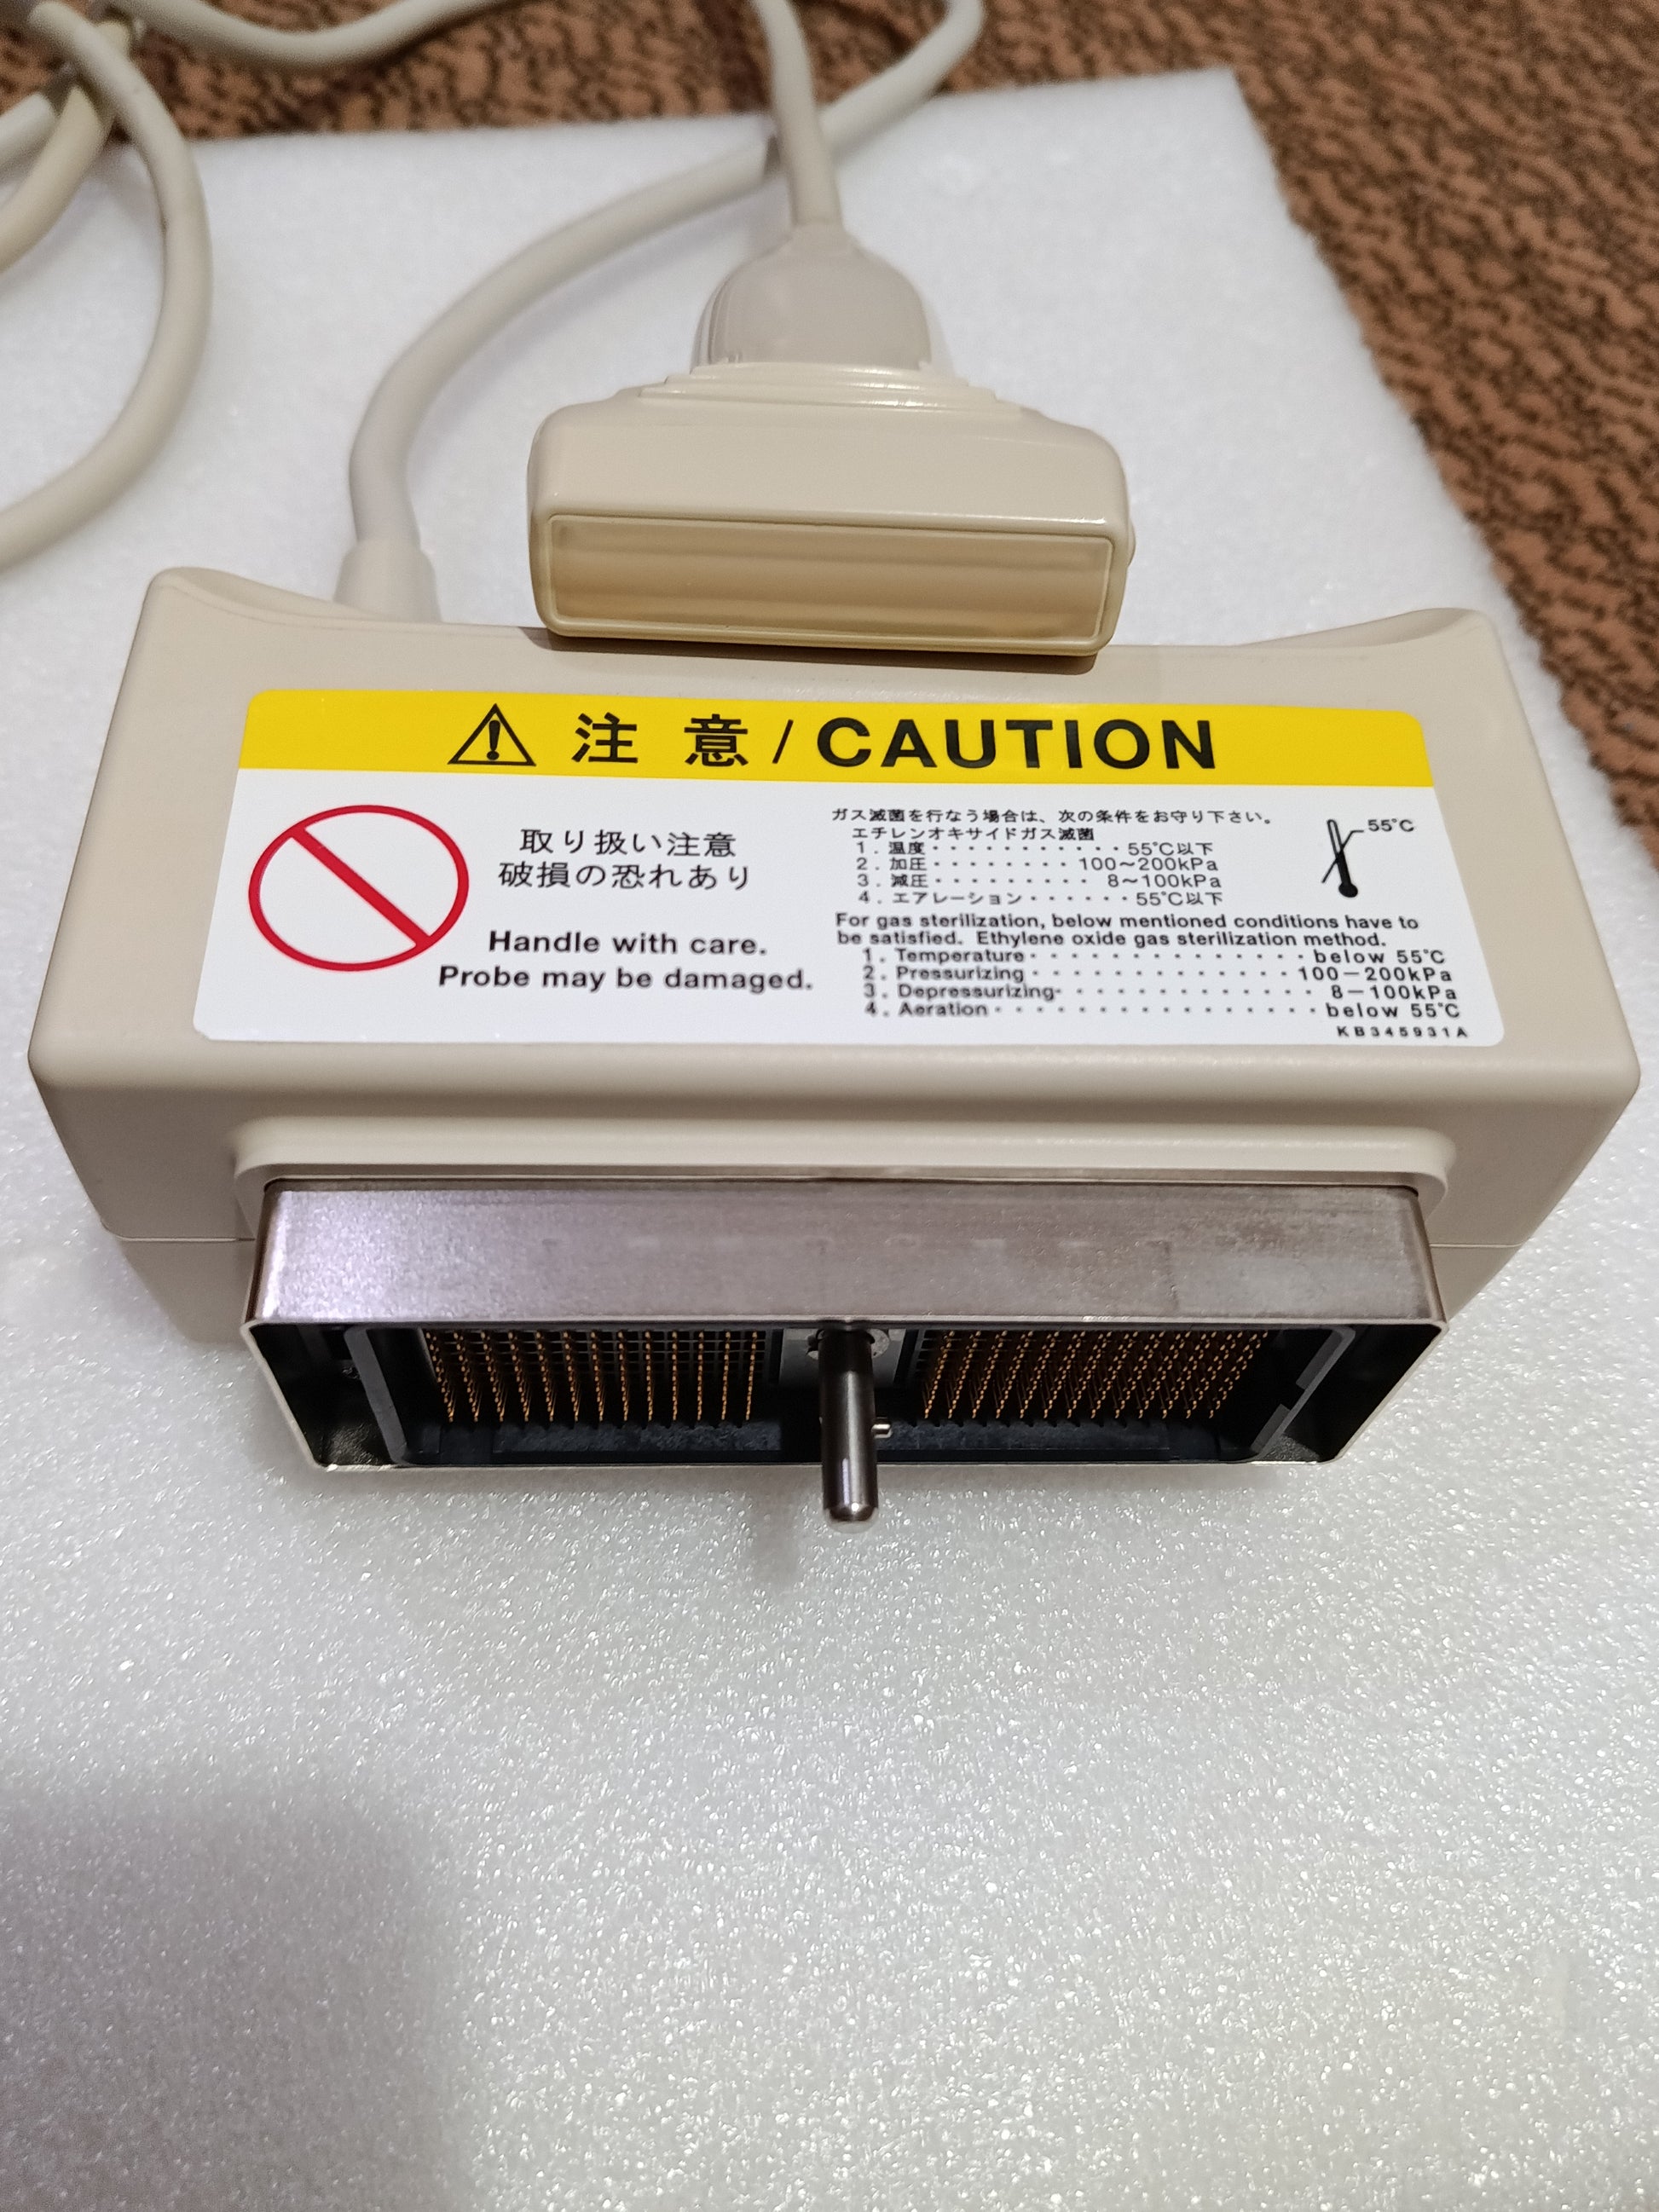 注 意 / CAUTION
取り扱い注意
破損の恐れあり
Handle with care.
Probe may be damaged.
ガス滅菌を行なう場合は、次の条件をお守り下さい。
エチレンオキサイドガス滅菌
1. 温度・・・・・・・・・・・55℃以下
2. 加圧・・・・・・・・100～200kPa
3. 減圧・・・・・・・・・8～100kPa
4. エアレーション・・・・・・55℃以下
55℃
For gas sterilization, below mentioned conditions have to
be satisfied. Ethylene oxide gas sterilization method.
1. Temperature・・・・・・・・・・・・・・below 55℃
2. Pressurizing・・・・・・・・・・・・・100－200kPa
3. Depressurizing・・・・・・・・・・・・・8－100kPa
4. Aeration・・・・・・・・・・・・・・・・below 55℃
KB345931A